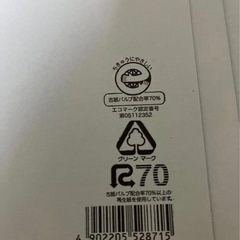 ちきゅうにやさしい
古紙パルプ配合率70%
エコマーク認定番号
第05112352
グリーン マーク
R70
古紙パルプ配合率70%以上の
再生紙を使用しています。
4 902205 528715